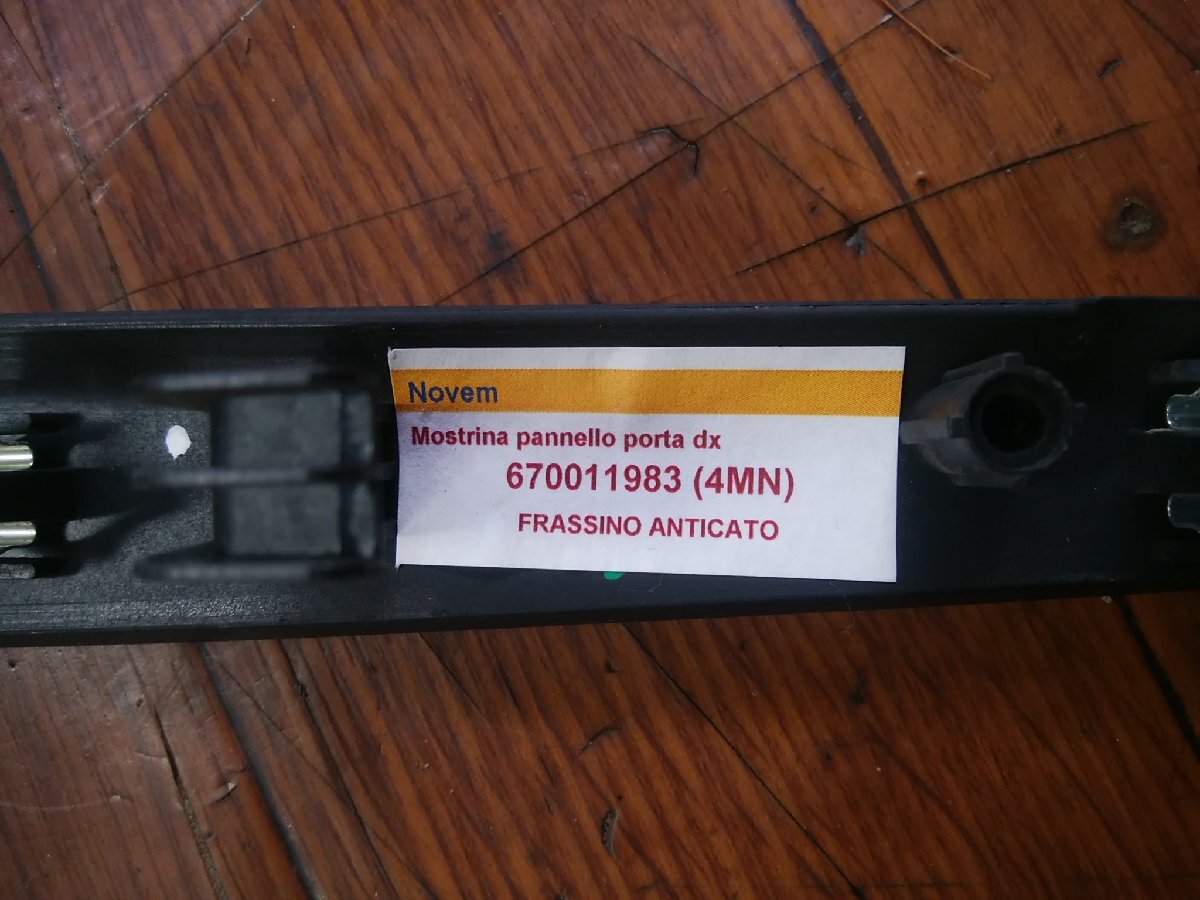 Novem
Mostrina pannello porta dx
670011983 (4MN)
FRASSINO ANTICATO